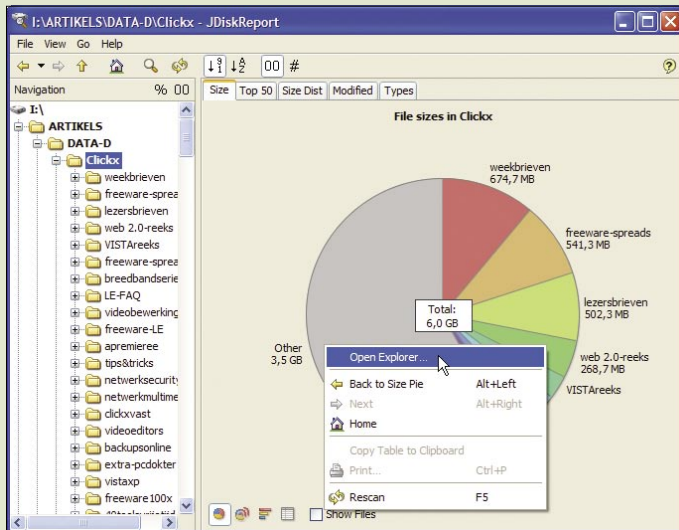 I:\ARTIKELS\DATA-D\Clickx - JDiskReport
File View Go Help
Navigation % 00
I:\
ARTIKELS
DATA-D
Clickx
weekbrieven
freeware-sprea
lezersbrieven
web 2.0-reeks
VISTAreeks
freeware-sprea
breedbandserie
LE-FAQ
videobewerking
freeware-LE
apremieree
tips&tricks
netwerksecurity
netwerkmultime
clickxvast
videoeditors
backupsonline
extra-pcdokter
vistaxp
freeware100x
Size Top 50 Size Dist Modified Types
File sizes in Clickx
weekbrieven
674,7 MB
freeware-spreads
541,3 MB
lezersbrieven
502,3 MB
web 2.0-reeks
268,7 MB
VISTAreeks
Other
3,5 GB
Total:
6,0 GB
Open Explorer...
Back to Size Pie Alt+Left
Next Alt+Right
Home
Copy Table to Clipboard
Print... Ctrl+P
Rescan F5
Show Files